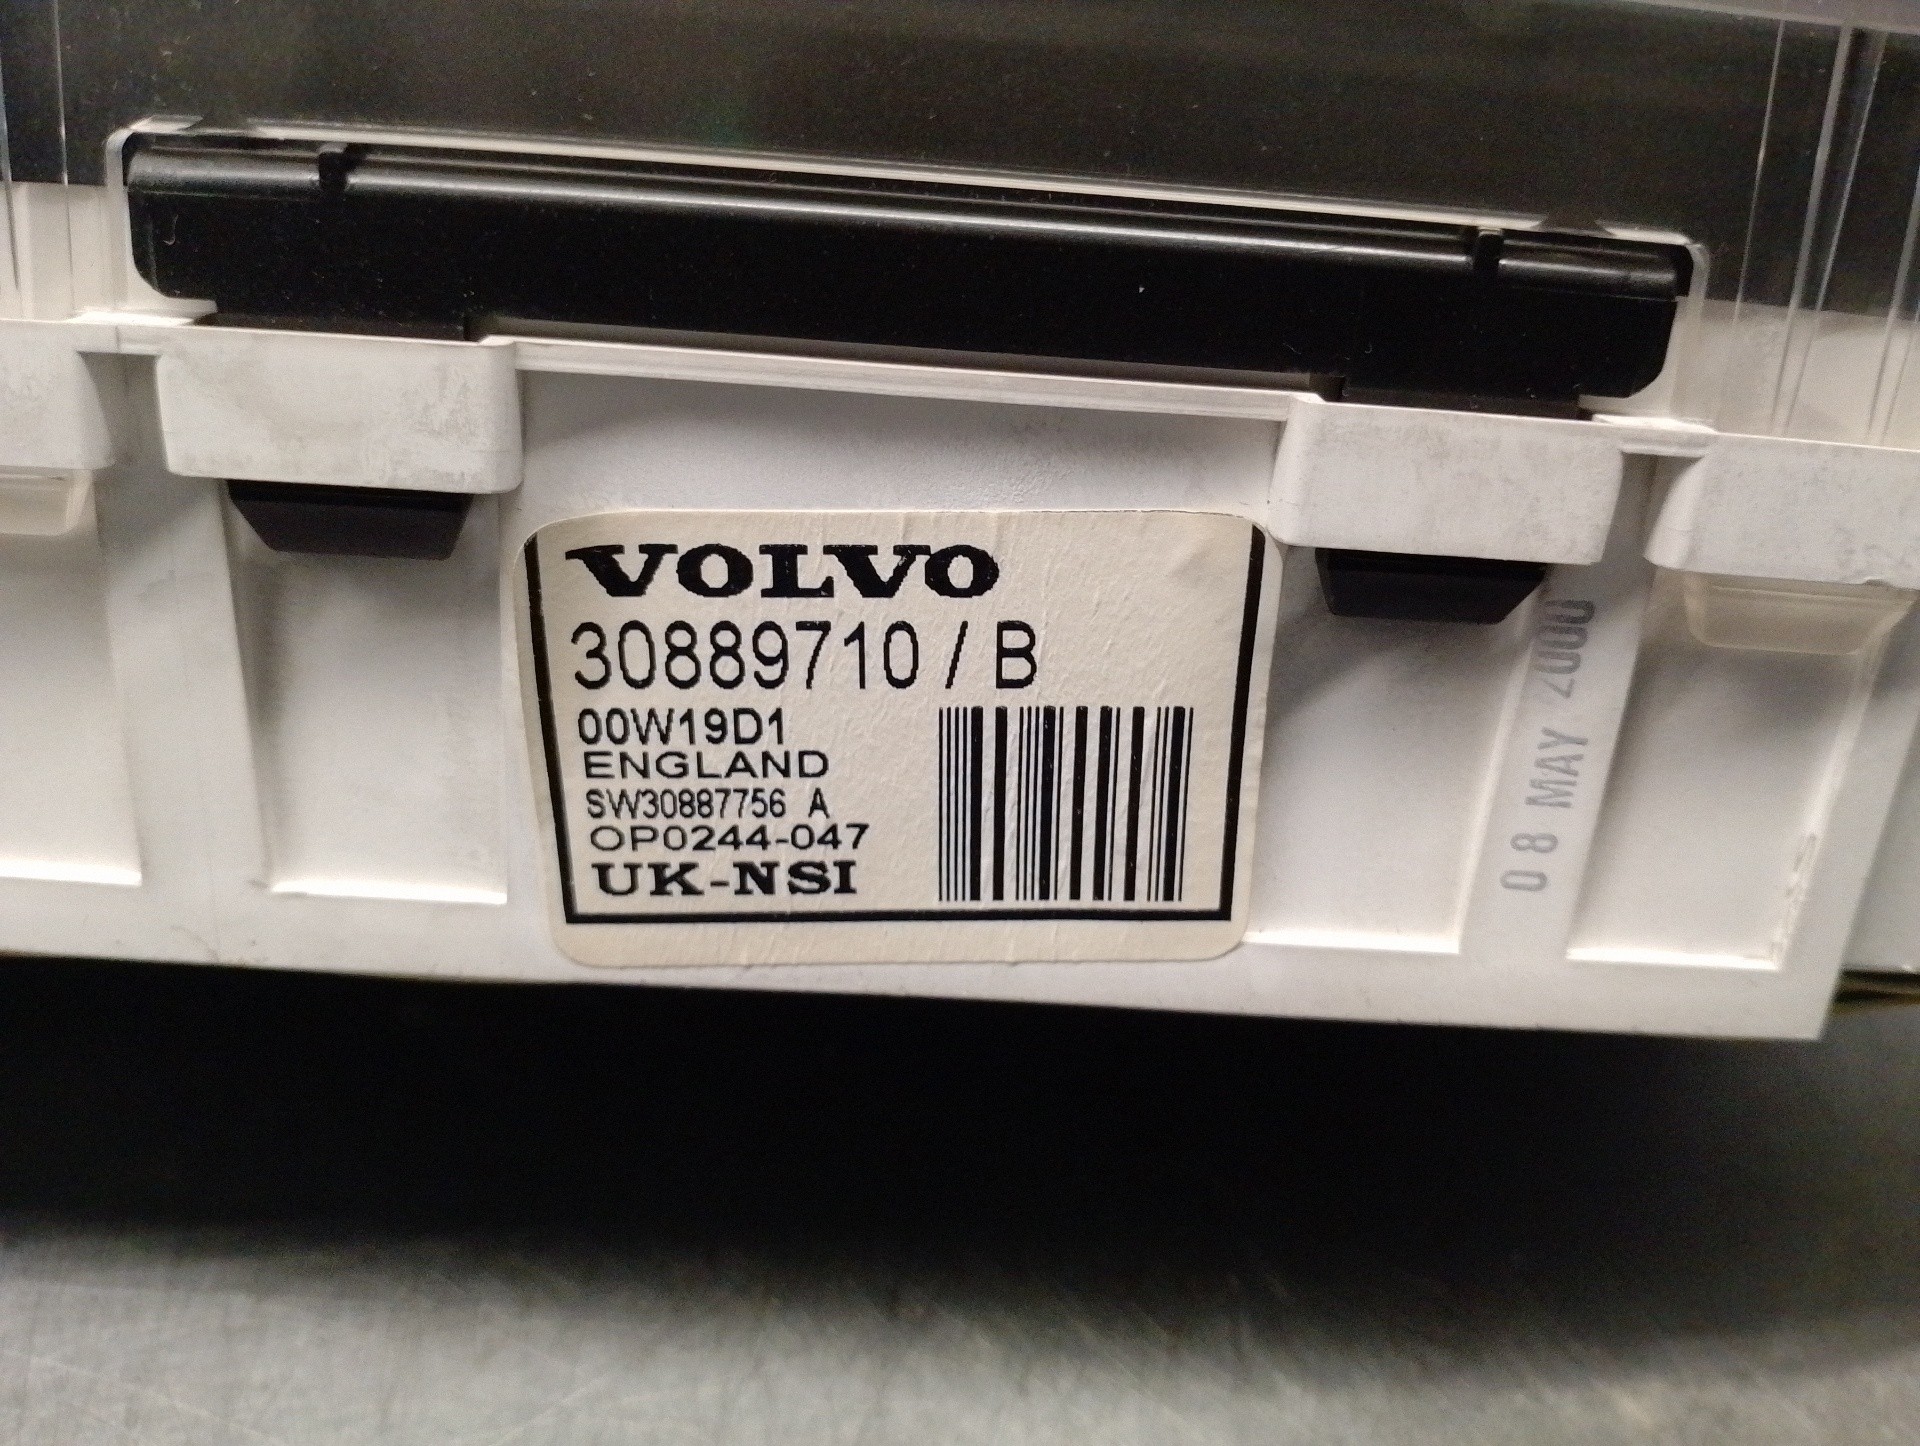 VOLVO
30889710 / B
00W19D1
ENGLAND
SW30887756 A
OP0244-047
UK-NSI
08 MAY 2000